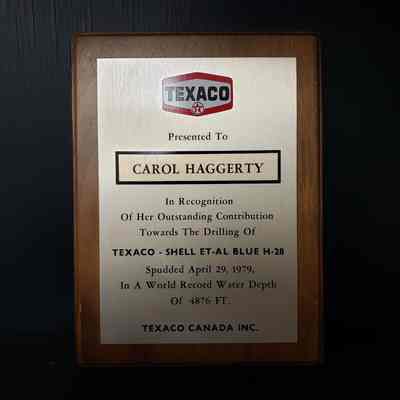 TEXACO
Presented To
CAROL HAGGERTY
In Recognition
Of Her Outstanding Contribution
Towards The Drilling Of
TEXACO - SHELL ET-AL BLUE H-28
Spudded April 29, 1979,
In A World Record Water Depth
Of 4876 FT.
TEXACO CANADA INC.